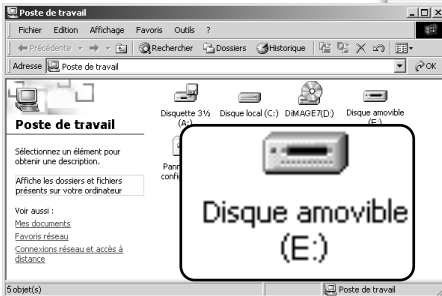 Poste de travail
Fichier Edition Affichage Favoris Outils ?
Précédente Rechercher Dossiers Historique
Adresse Poste de travail OK
Poste de travail
Sélectionnez un élément pour
obtenir une description.
Affiche les dossiers et fichiers
présents sur votre ordinateur
Voir aussi :
Mes documents
Favoris réseau
Connexions réseau et accès à
distance
Disquette 3½
(A:)
Disque local (C:)
DiMAGE7(D:)
Disque amovible
(E:)
Disque amovible
(E:)
5 objet(s) Poste de travail